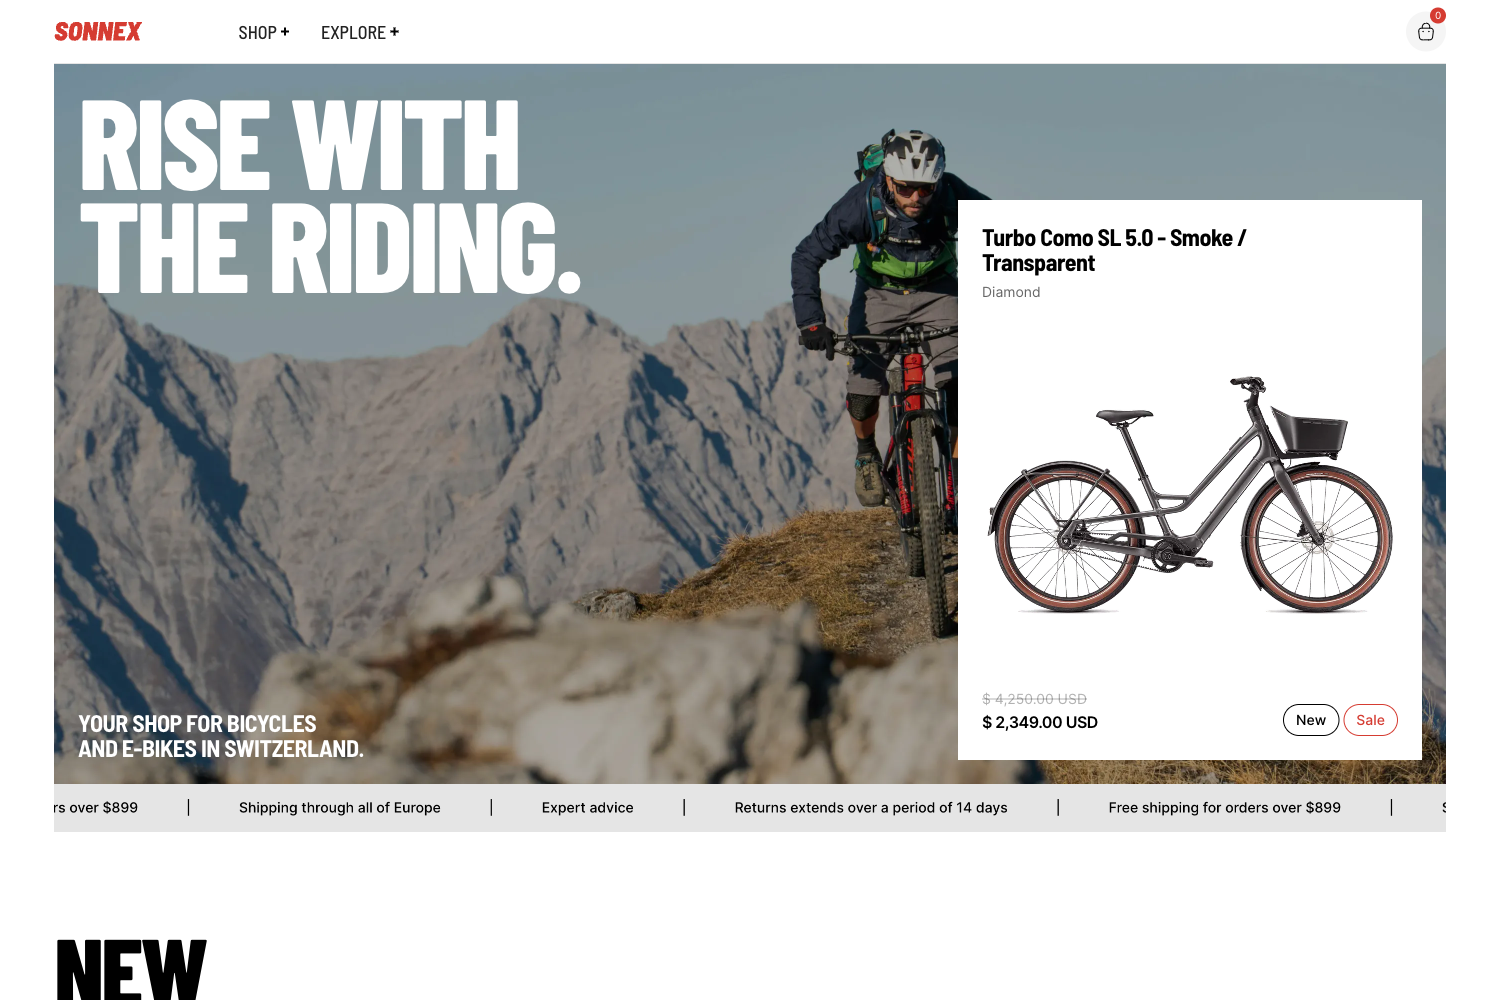 SONNEX
SHOP +
EXPLORE +
0
RISE WITH
THE RIDING.
Turbo Como SL 5.0 - Smoke /
Transparent
Diamond
$ 4,250.00 USD
$ 2,349.00 USD
New
Sale
YOUR SHOP FOR BICYCLES
AND E-BIKES IN SWITZERLAND.
rs over $899 | Shipping through all of Europe | Expert advice | Returns extends over a period of 14 days | Free shipping for orders over $899 |
NEW